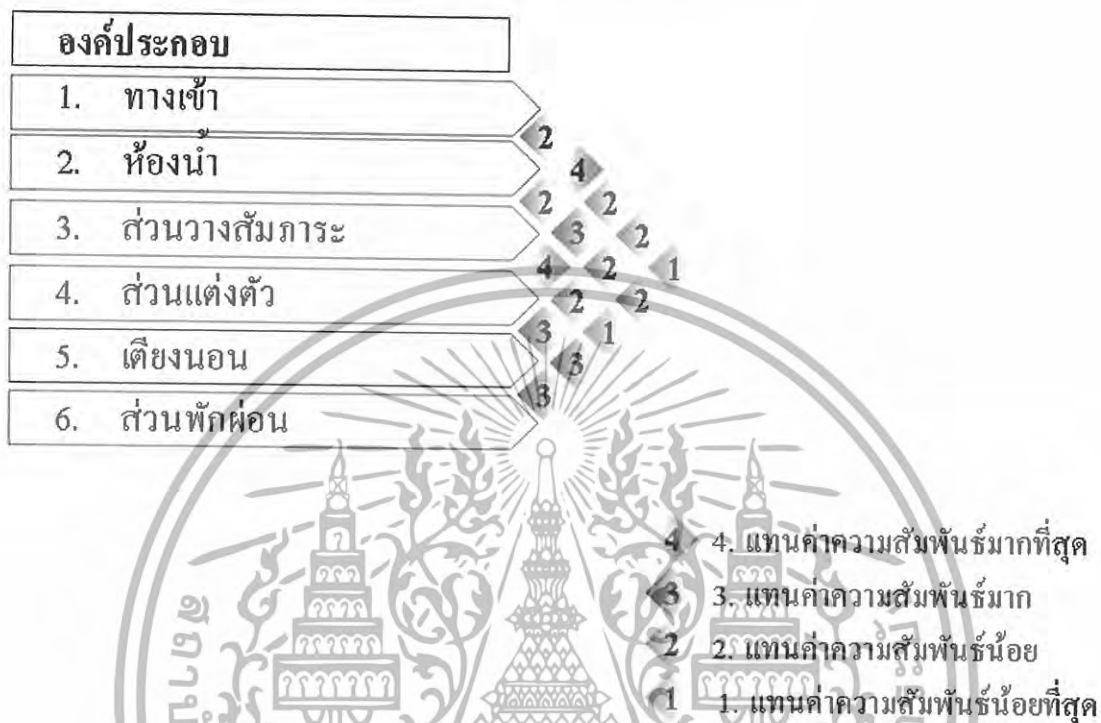 องค์ประกอบ
1. ทางเข้า
2
2. ห้องน้ำ
4
2 2
3. ส่วนวางสัมภาระ
3 2
4 2 1
4. ส่วนแต่งตัว
2 2
3 1
5. เตียงนอน
3
3
6. ส่วนพักผ่อน
4 4. แทนค่าความสัมพันธ์มากที่สุด
3 3. แทนค่าความสัมพันธ์มาก
2 2. แทนค่าความสัมพันธ์น้อย
1 1. แทนค่าความสัมพันธ์น้อยที่สุด